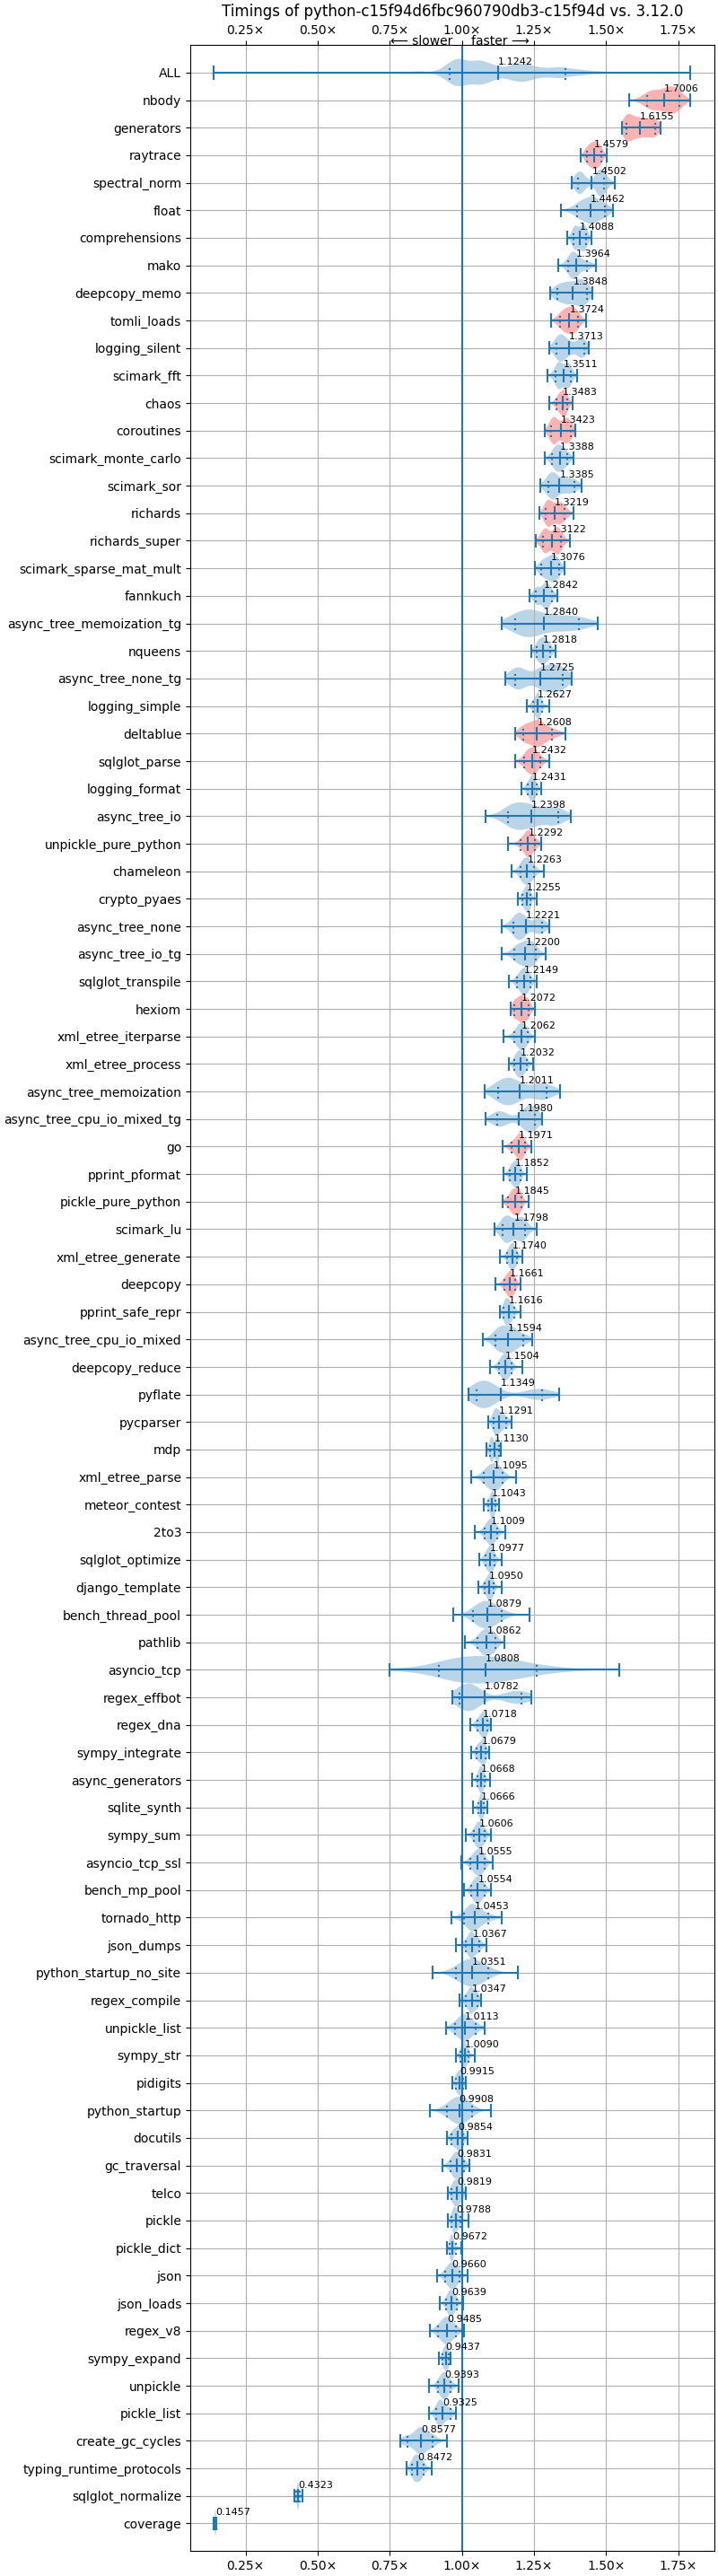 Timings of python-c15f94d6fbc960790db3-c15f94d vs. 3.12.0
0.25× 0.50× 0.75× 1.00× 1.25× 1.50× 1.75×
⟵ slower faster ⟶
ALL 1.1242
nbody 1.7006
generators 1.6155
raytrace 1.4579
spectral_norm 1.4502
float 1.4462
comprehensions 1.4088
mako 1.3964
deepcopy_memo 1.3848
tomli_loads 1.3724
logging_silent 1.3713
scimark_fft 1.3511
chaos 1.3483
coroutines 1.3423
scimark_monte_carlo 1.3388
scimark_sor 1.3385
richards 1.3219
richards_super 1.3122
scimark_sparse_mat_mult 1.3076
fannkuch 1.2842
async_tree_memoization_tg 1.2840
nqueens 1.2818
async_tree_none_tg 1.2725
logging_simple 1.2627
deltablue 1.2608
sqlglot_parse 1.2432
logging_format 1.2431
async_tree_io 1.2398
unpickle_pure_python 1.2292
chameleon 1.2263
crypto_pyaes 1.2255
async_tree_none 1.2221
async_tree_io_tg 1.2200
sqlglot_transpile 1.2149
hexiom 1.2072
xml_etree_iterparse 1.2062
xml_etree_process 1.2032
async_tree_memoization 1.2011
async_tree_cpu_io_mixed_tg 1.1980
go 1.1971
pprint_pformat 1.1852
pickle_pure_python 1.1845
scimark_lu 1.1798
xml_etree_generate 1.1740
deepcopy 1.1661
pprint_safe_repr 1.1616
async_tree_cpu_io_mixed 1.1594
deepcopy_reduce 1.1504
pyflate 1.1349
pycparser 1.1291
mdp 1.1130
xml_etree_parse 1.1095
meteor_contest 1.1043
2to3 1.1009
sqlglot_optimize 1.0977
django_template 1.0950
bench_thread_pool 1.0879
pathlib 1.0862
asyncio_tcp 1.0808
regex_effbot 1.0782
regex_dna 1.0718
sympy_integrate 1.0679
async_generators 1.0668
sqlite_synth 1.0666
sympy_sum 1.0606
asyncio_tcp_ssl 1.0555
bench_mp_pool 1.0554
tornado_http 1.0453
json_dumps 1.0367
python_startup_no_site 1.0351
regex_compile 1.0347
unpickle_list 1.0113
sympy_str 1.0090
pidigits 0.9915
python_startup 0.9908
docutils 0.9854
gc_traversal 0.9831
telco 0.9819
pickle 0.9788
pickle_dict 0.9672
json 0.9660
json_loads 0.9639
regex_v8 0.9485
sympy_expand 0.9437
unpickle 0.9393
pickle_list 0.9325
create_gc_cycles 0.8577
typing_runtime_protocols 0.8472
sqlglot_normalize 0.4323
coverage 0.1457
0.25× 0.50× 0.75× 1.00× 1.25× 1.50× 1.75×